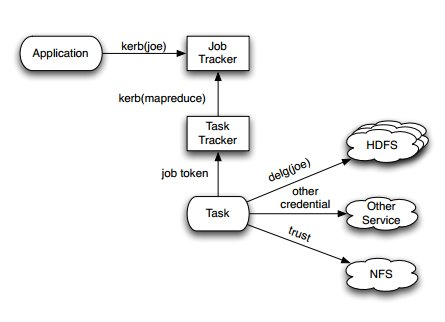 kerb(joe)
Application
Job
Tracker
kerb(mapreduce)
Task
Tracker
HDFS
job token
delg(joe)
other
credential
Task
Other
Service
trust
NFS